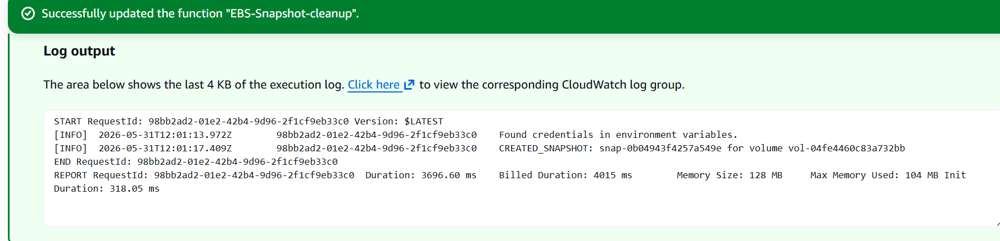 Successfully updated the function "EBS-Snapshot-cleanup".
Log output
The area below shows the last 4 KB of the execution log. Click here to view the corresponding CloudWatch log group.
START RequestId: 98bb2ad2-01e2-42b4-9d96-2f1cf9eb33c0 Version: $LATEST
[INFO]	2026-05-31T12:01:13.972Z	98bb2ad2-01e2-42b4-9d96-2f1cf9eb33c0	Found credentials in environment variables.
[INFO]	2026-05-31T12:01:17.409Z	98bb2ad2-01e2-42b4-9d96-2f1cf9eb33c0	CREATED_SNAPSHOT: snap-0b04943f4257a549e for volume vol-04fe4460c83a732bb
END RequestId: 98bb2ad2-01e2-42b4-9d96-2f1cf9eb33c0
REPORT RequestId: 98bb2ad2-01e2-42b4-9d96-2f1cf9eb33c0	Duration: 3696.60 ms	Billed Duration: 4015 ms	Memory Size: 128 MB	Max Memory Used: 104 MB Init
Duration: 318.05 ms